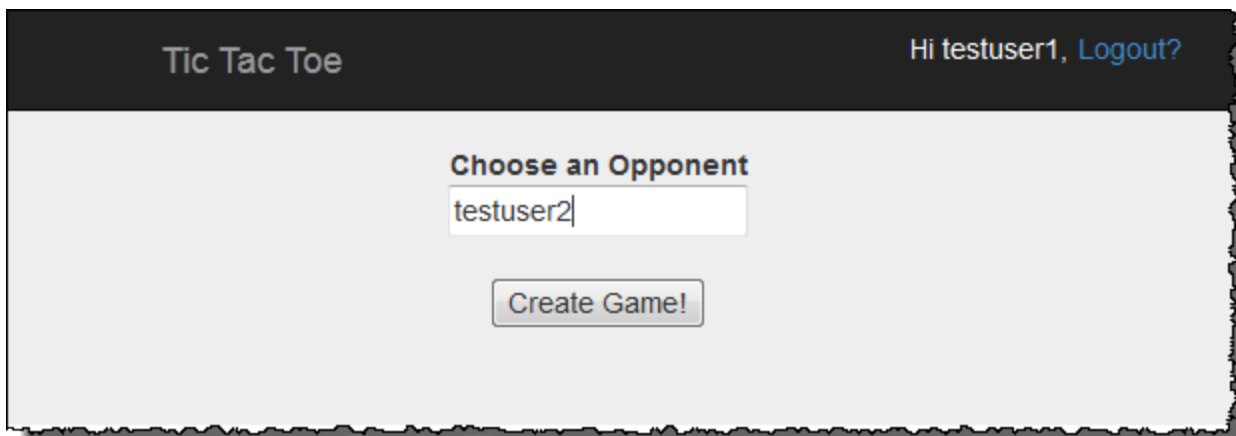 Tic Tac Toe
Hi testuser1, Logout?
Choose an Opponent
testuser2
Create Game!